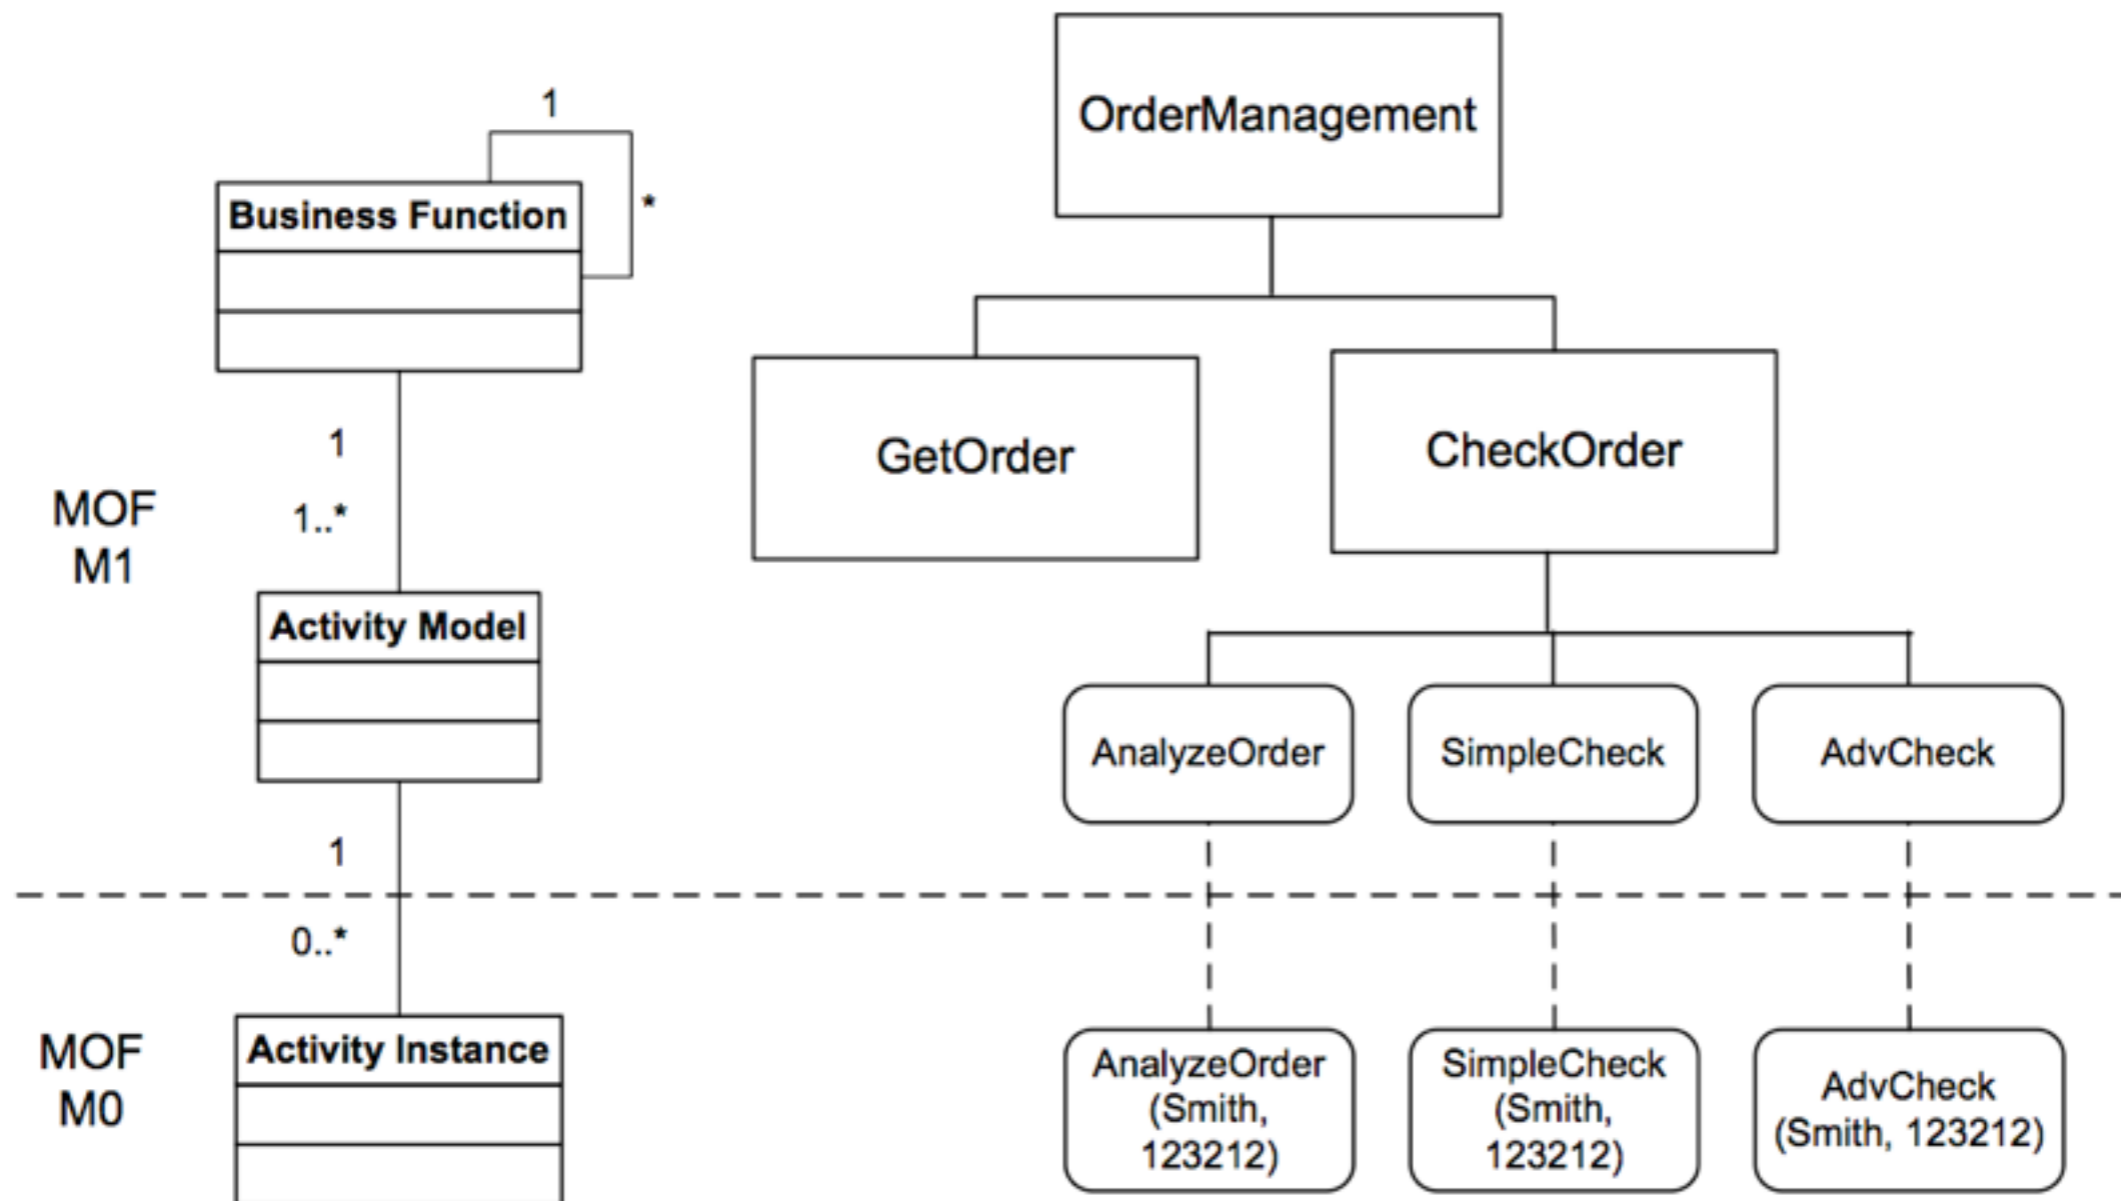 1
OrderManagement
Business Function
*
1
GetOrder
CheckOrder
MOF
M1
1..*
Activity Model
AnalyzeOrder
SimpleCheck
AdvCheck
1
0..*
MOF
M0
Activity Instance
AnalyzeOrder
(Smith,
123212)
SimpleCheck
(Smith,
123212)
AdvCheck
(Smith, 123212)